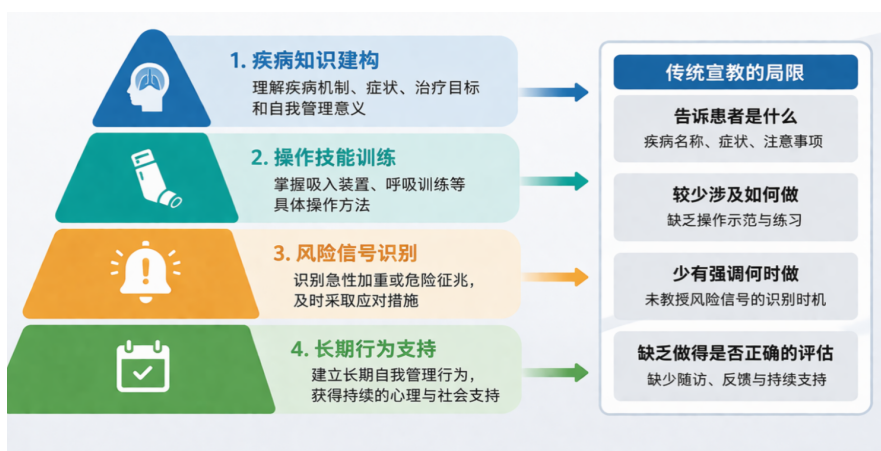 1. 疾病知识建构
理解疾病机制、症状、治疗目标
和自我管理意义
2. 操作技能训练
掌握吸入装置、呼吸训练等
具体操作方法
3. 风险信号识别
识别急性加重或危险征兆，
及时采取应对措施
4. 长期行为支持
建立长期自我管理行为，
获得持续的心理与社会支持
传统宣教的局限
告诉患者是什么
疾病名称、症状、注意事项
较少涉及如何做
缺乏操作示范与练习
少有强调何时做
未教授风险信号的识别时机
缺乏做得是否正确的评估
缺少随访、反馈与持续支持